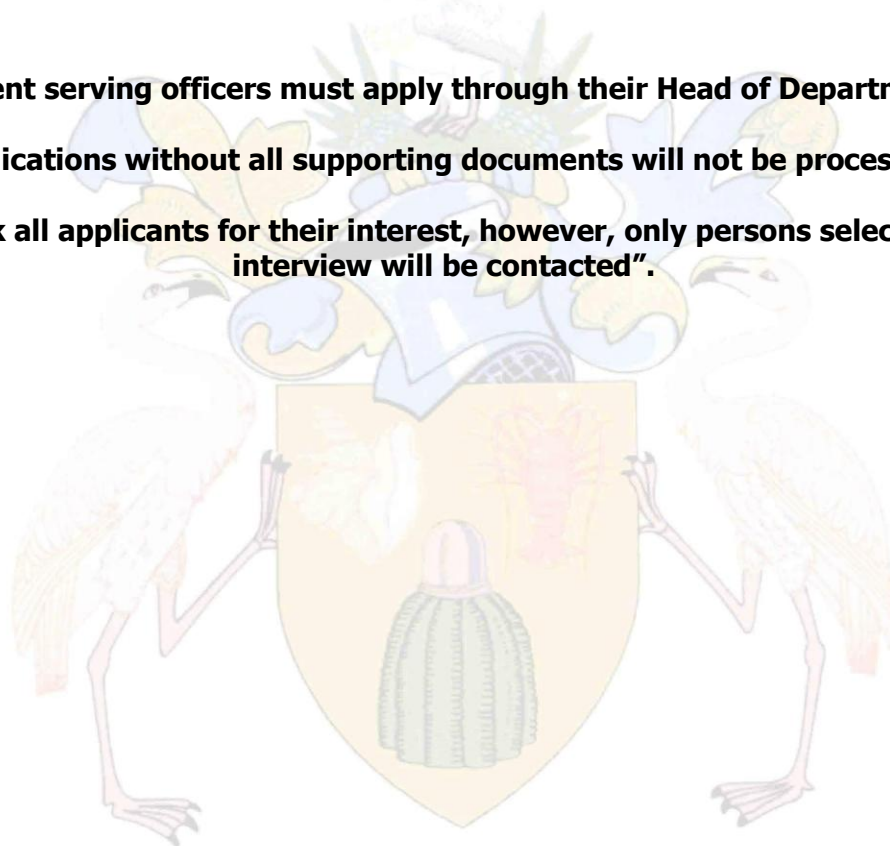 ent serving officers must apply through their Head of Departm
ications without all supporting documents will not be proces
k all applicants for their interest, however, only persons selec
interview will be contacted”.